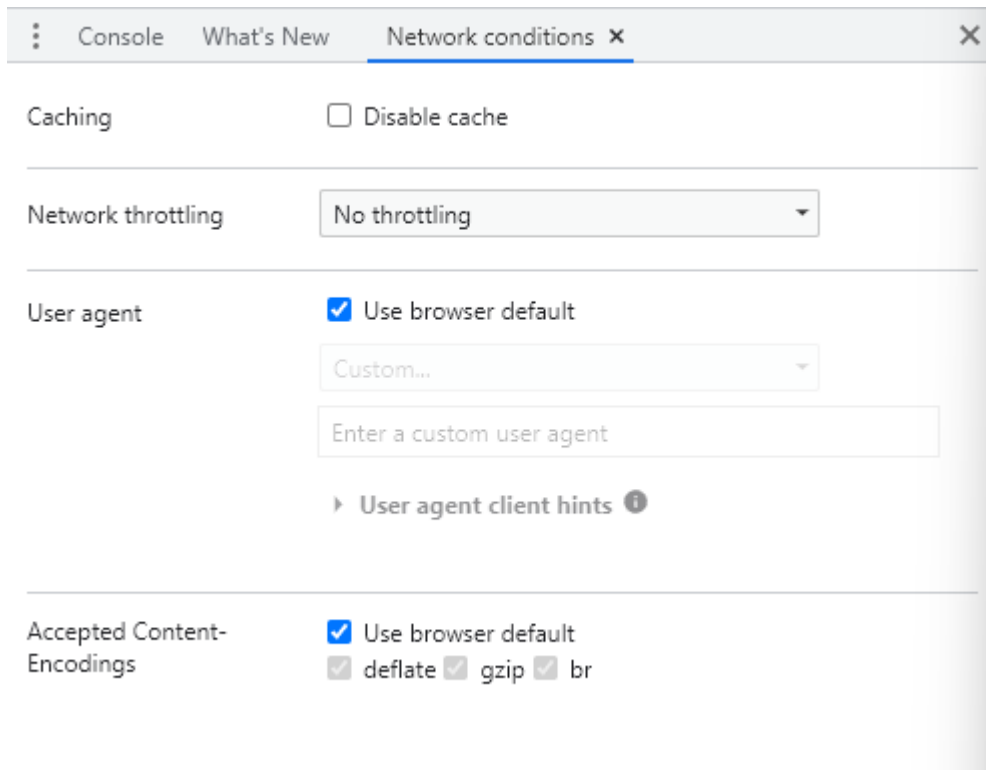 Console What's New Network conditions
Caching Disable cache
Network throttling No throttling
User agent Use browser default
Custom...
Enter a custom user agent
User agent client hints
Accepted Content-
Encodings
Use browser default
deflate gzip br